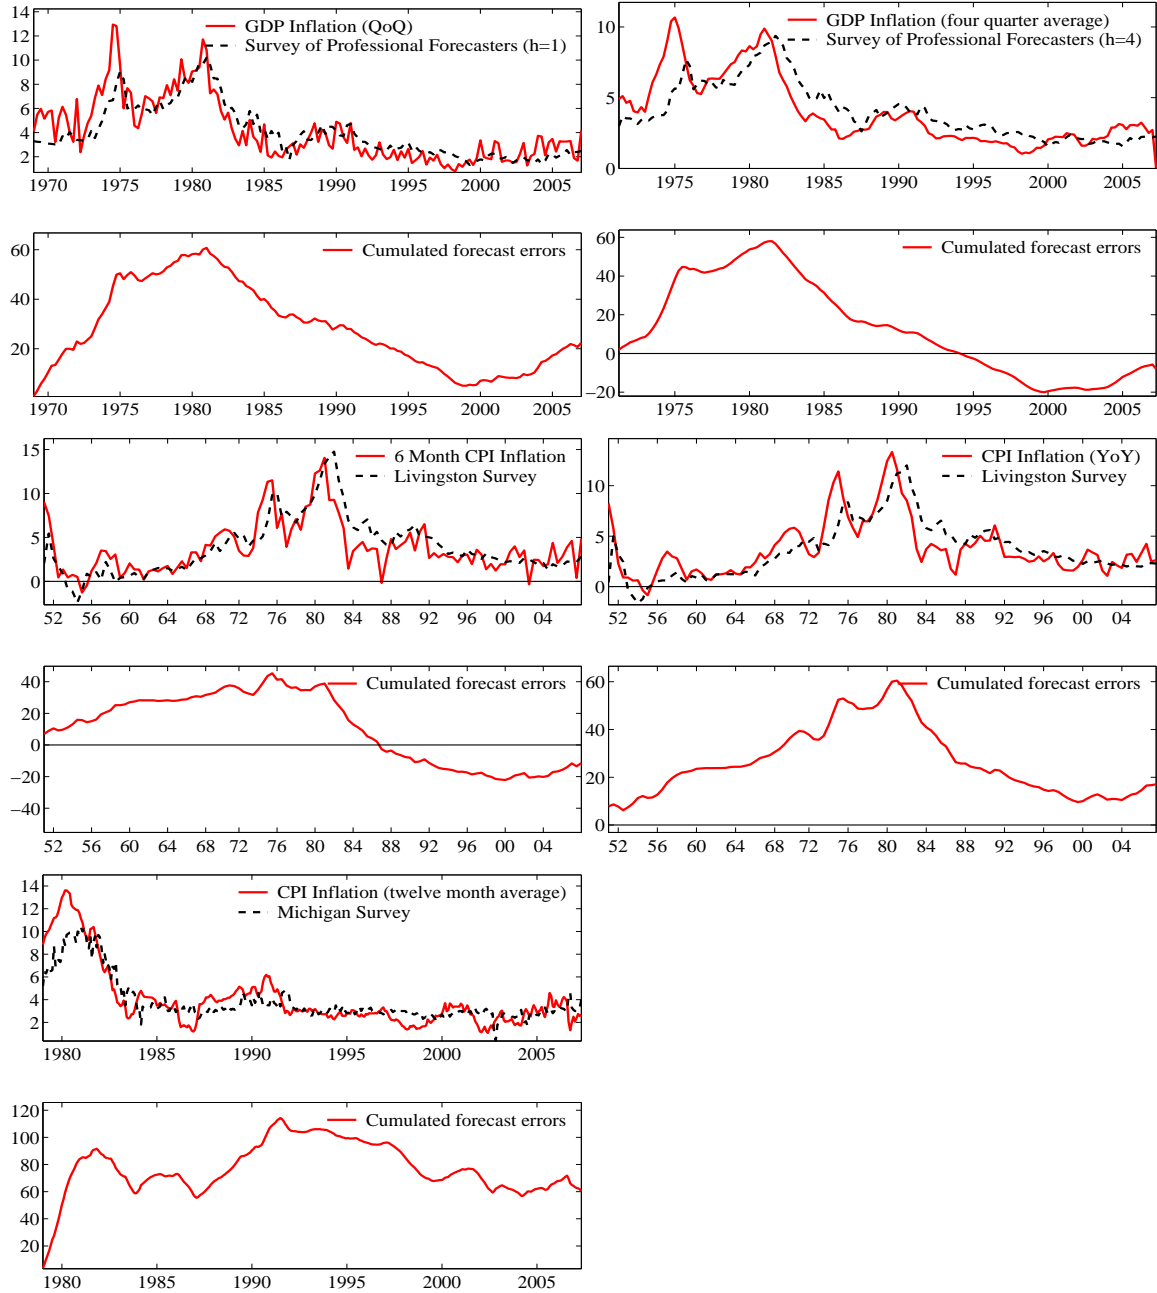 14
12
10
8
6
4
2
GDP Inflation (QoQ)
Survey of Professional Forecasters (h=1)
1970 1975 1980 1985 1990 1995 2000 2005
10
5
0
GDP Inflation (four quarter average)
Survey of Professional Forecasters (h=4)
1975 1980 1985 1990 1995 2000 2005
60
40
20
Cumulated forecast errors
1970 1975 1980 1985 1990 1995 2000 2005
60
40
20
0
−20
Cumulated forecast errors
1975 1980 1985 1990 1995 2000 2005
15
10
5
0
6 Month CPI Inflation
Livingston Survey
52 56 60 64 68 72 76 80 84 88 92 96 00 04
10
5
0
CPI Inflation (YoY)
Livingston Survey
52 56 60 64 68 72 76 80 84 88 92 96 00 04
40
20
0
−20
−40
Cumulated forecast errors
52 56 60 64 68 72 76 80 84 88 92 96 00 04
60
40
20
0
Cumulated forecast errors
52 56 60 64 68 72 76 80 84 88 92 96 00 04
14
12
10
8
6
4
2
CPI Inflation (twelve month average)
Michigan Survey
1980 1985 1990 1995 2000 2005
120
100
80
60
40
20
Cumulated forecast errors
1980 1985 1990 1995 2000 2005